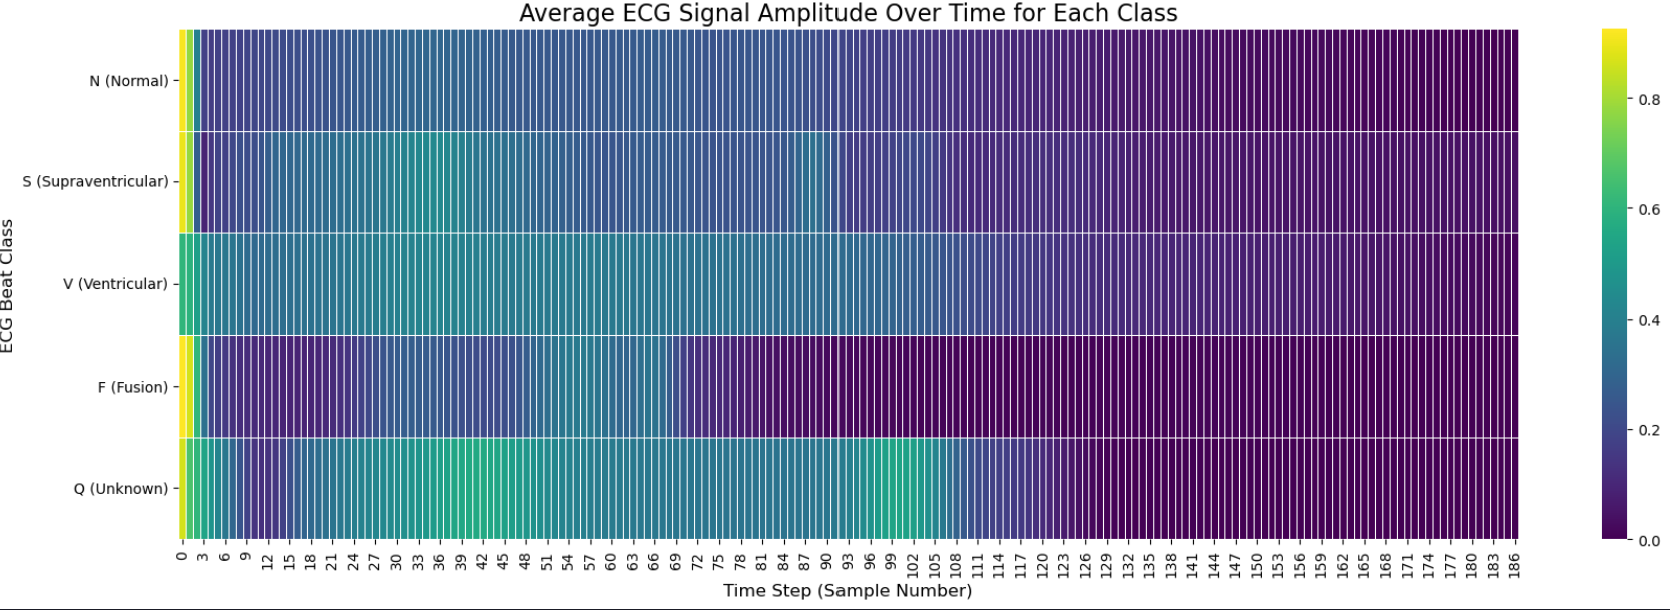 Average ECG Signal Amplitude Over Time for Each Class
ECG Beat Class
N (Normal)
S (Supraventricular)
V (Ventricular)
F (Fusion)
Q (Unknown)
0 3 6 9 12 15 18 21 24 27 30 33 36 39 42 45 48 51 54 57 60 63 66 69 72 75 78 81 84 87 90 93 96 99 102 105 108 111 114 117 120 123 126 129 132 135 138 141 144 147 150 153 156 159 162 165 168 171 174 177 180 183 186
Time Step (Sample Number)
0.8
0.6
0.4
0.2
0.0